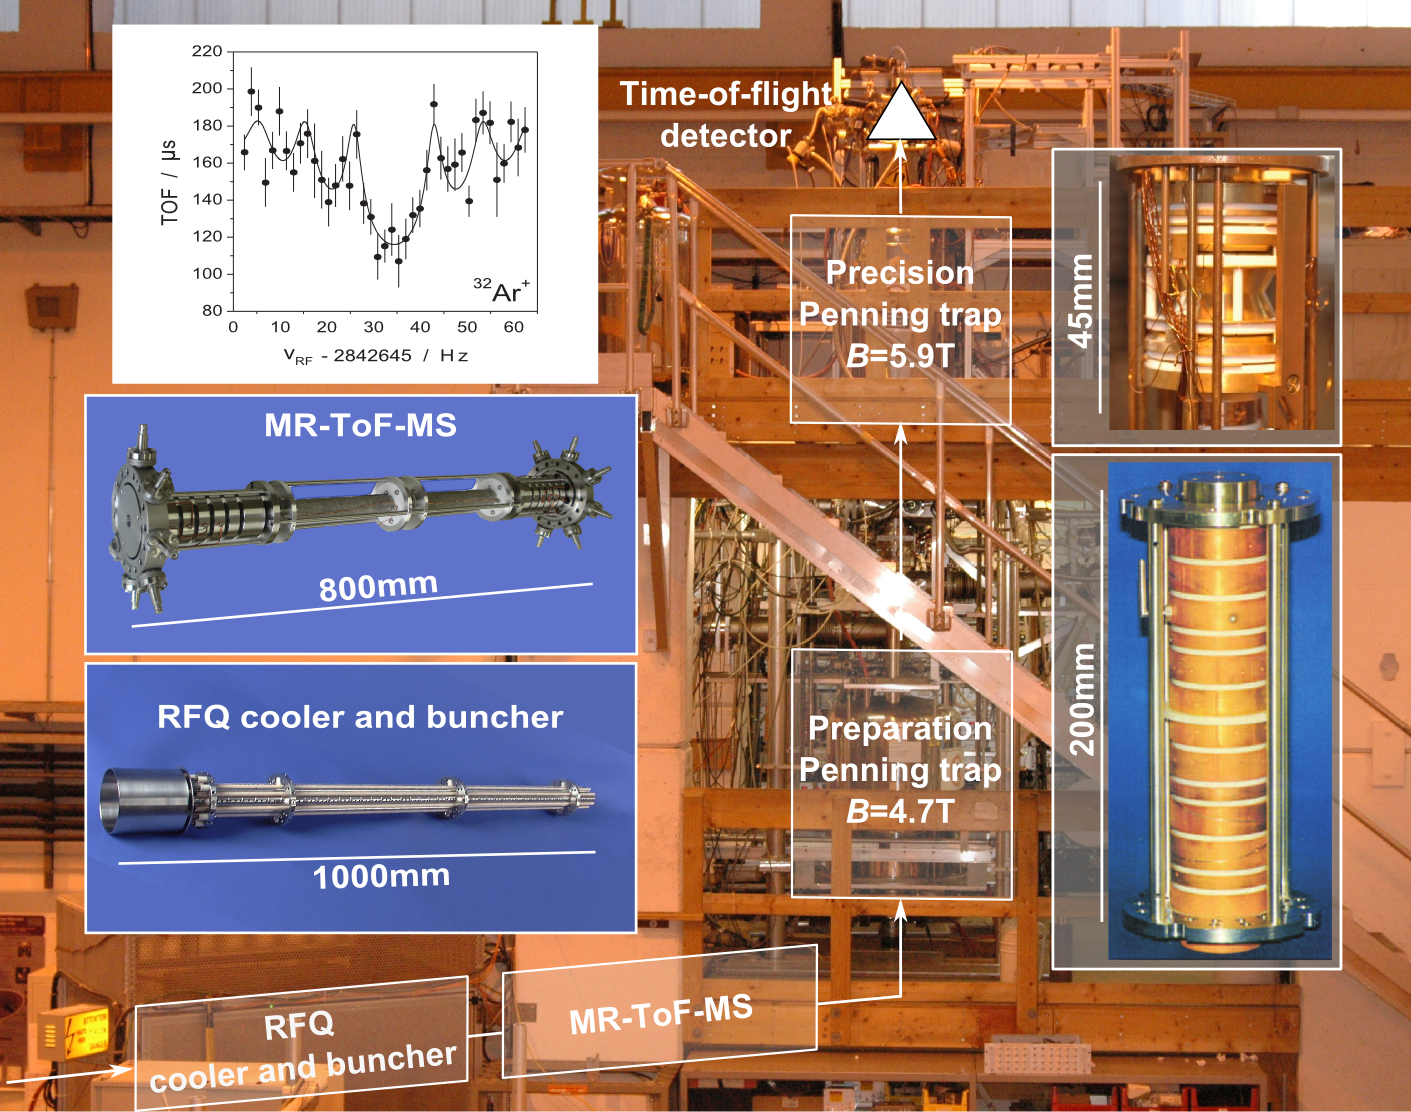 220
200
180
160
140
120
100
80
TOF / µs
32Ar+
0 10 20 30 40 50 60
νRF - 2842645 / Hz
Time-of-flight
detector
Precision
Penning trap
B=5.9T
45mm
MR-ToF-MS
800mm
RFQ cooler and buncher
1000mm
Preparation
Penning trap
B=4.7T
200mm
RFQ
cooler and buncher
MR-ToF-MS
ATTENTION